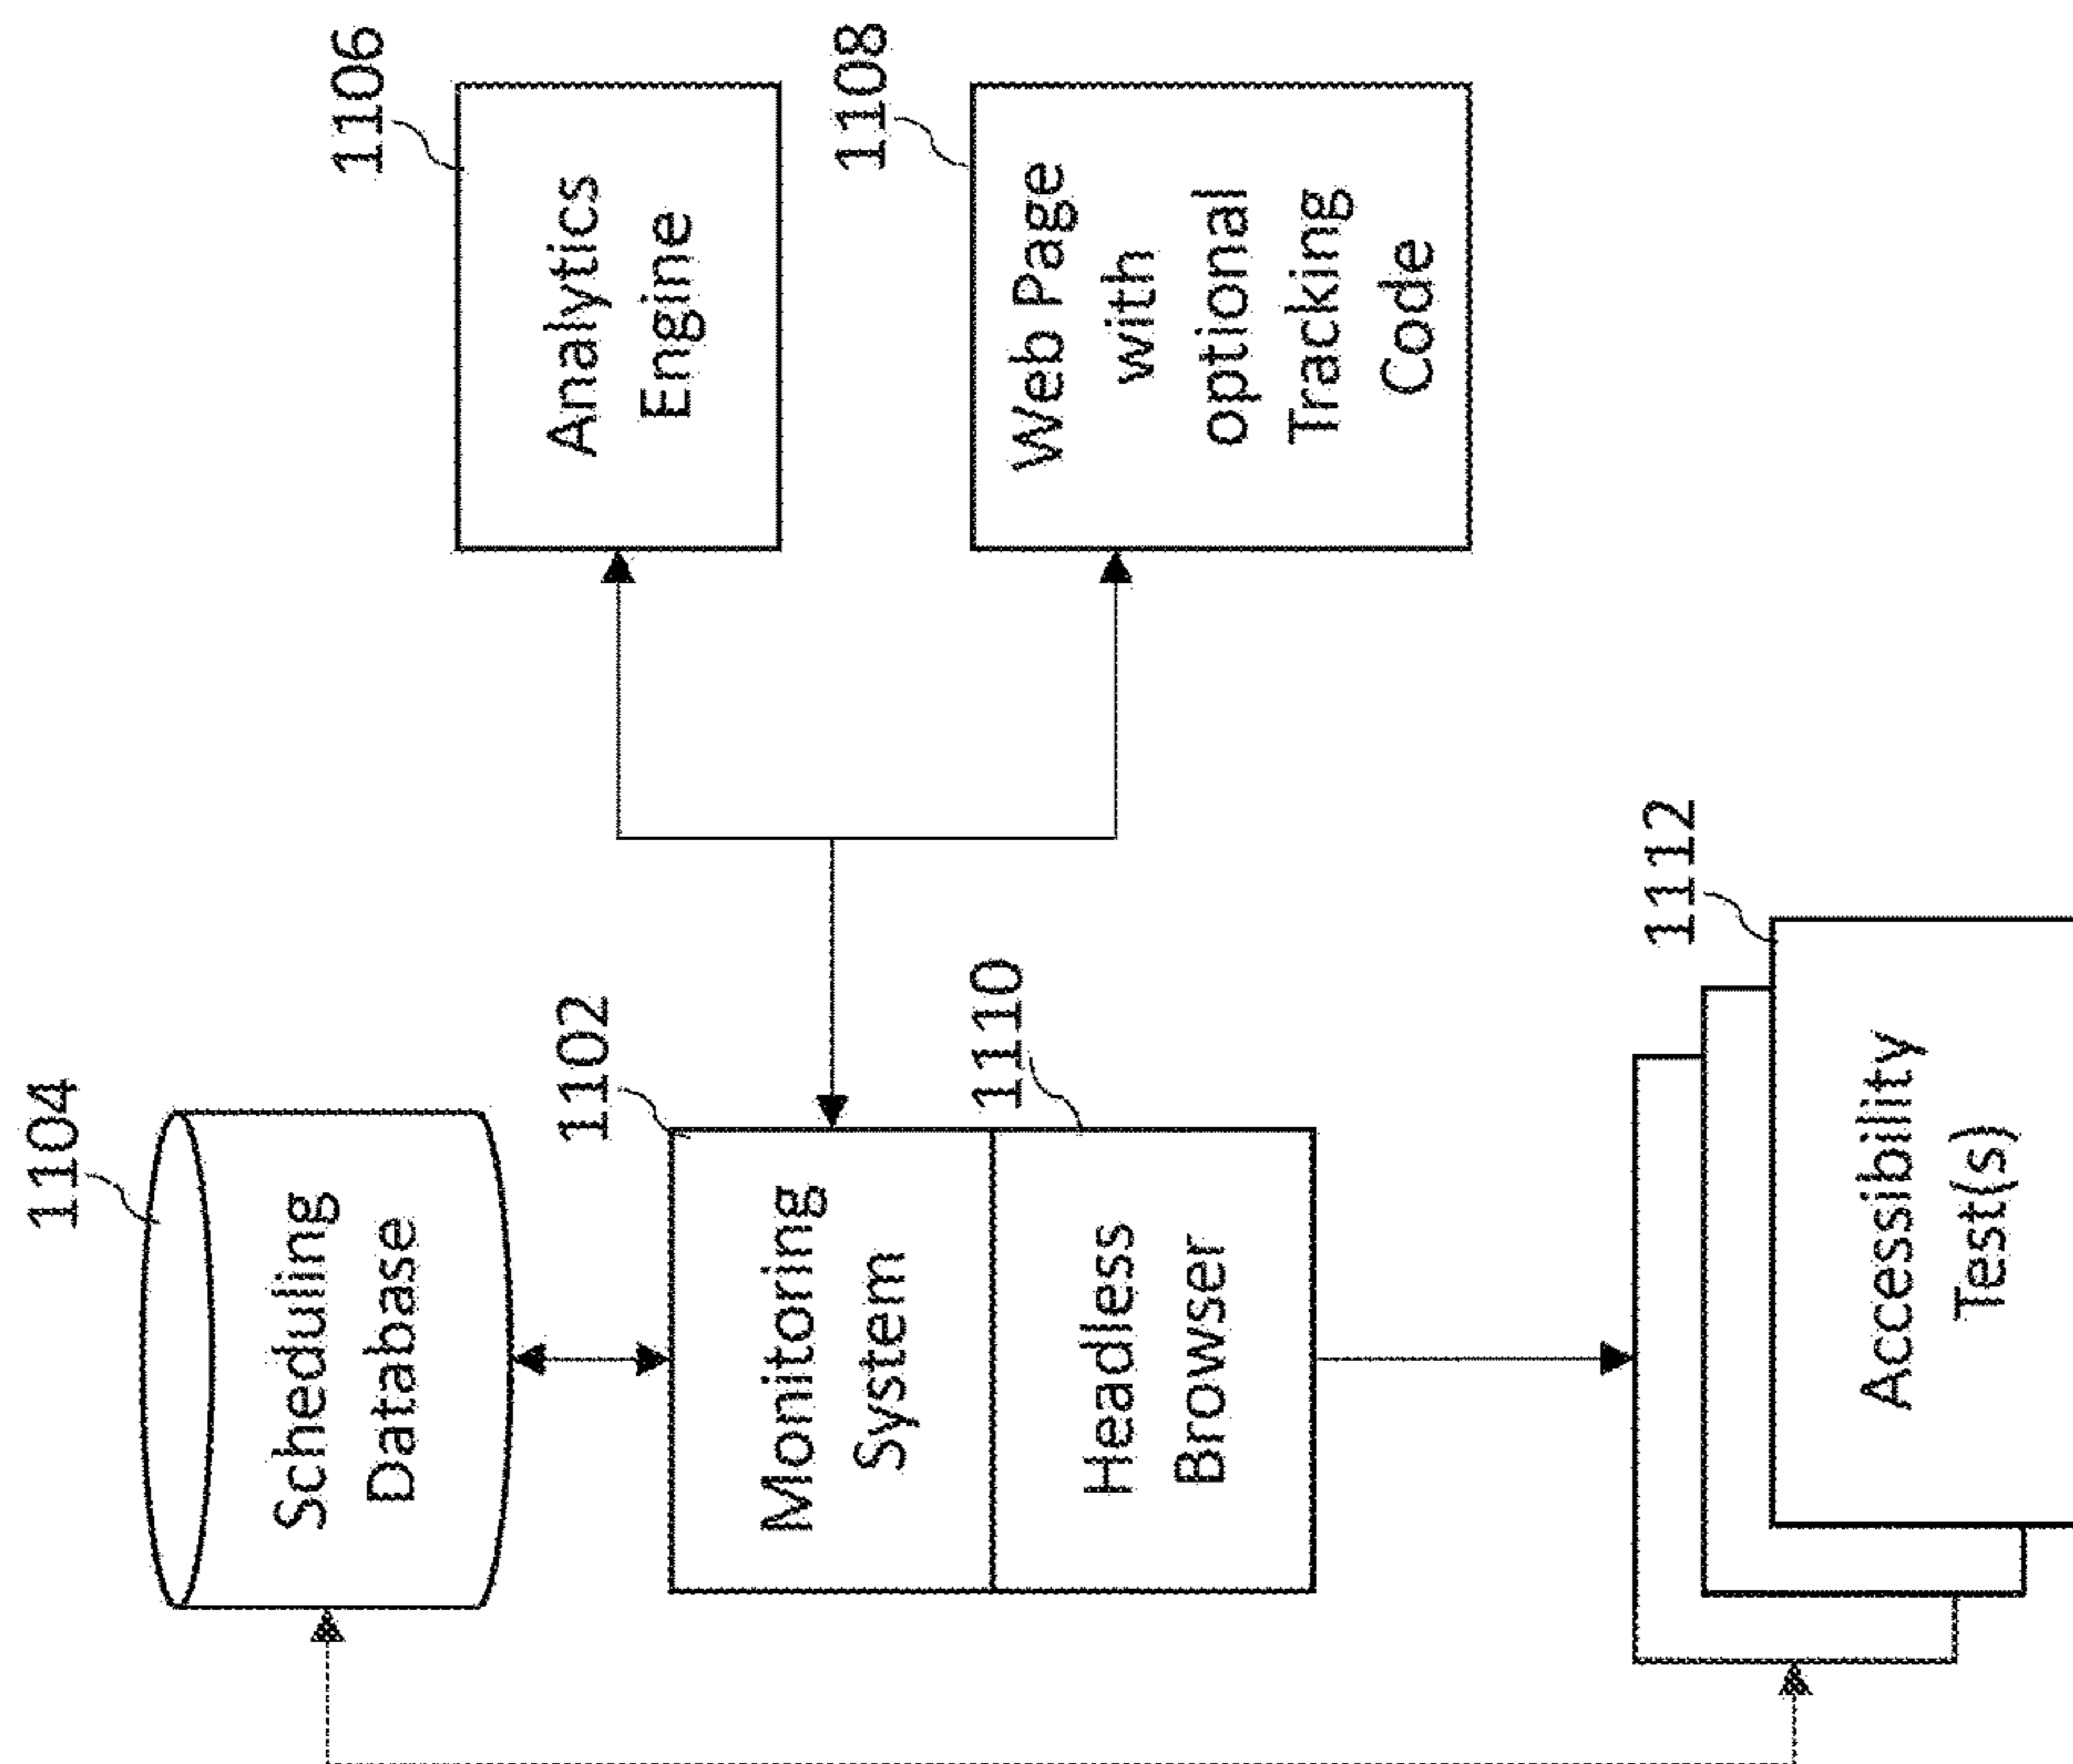 1104
Scheduling
Database
1102
Monitoring
System
1110
Headless
Browser
1106
Analytics
Engine
1108
Web Page
with
optional
Tracking
Code
1112
Accessibility
Test(s)